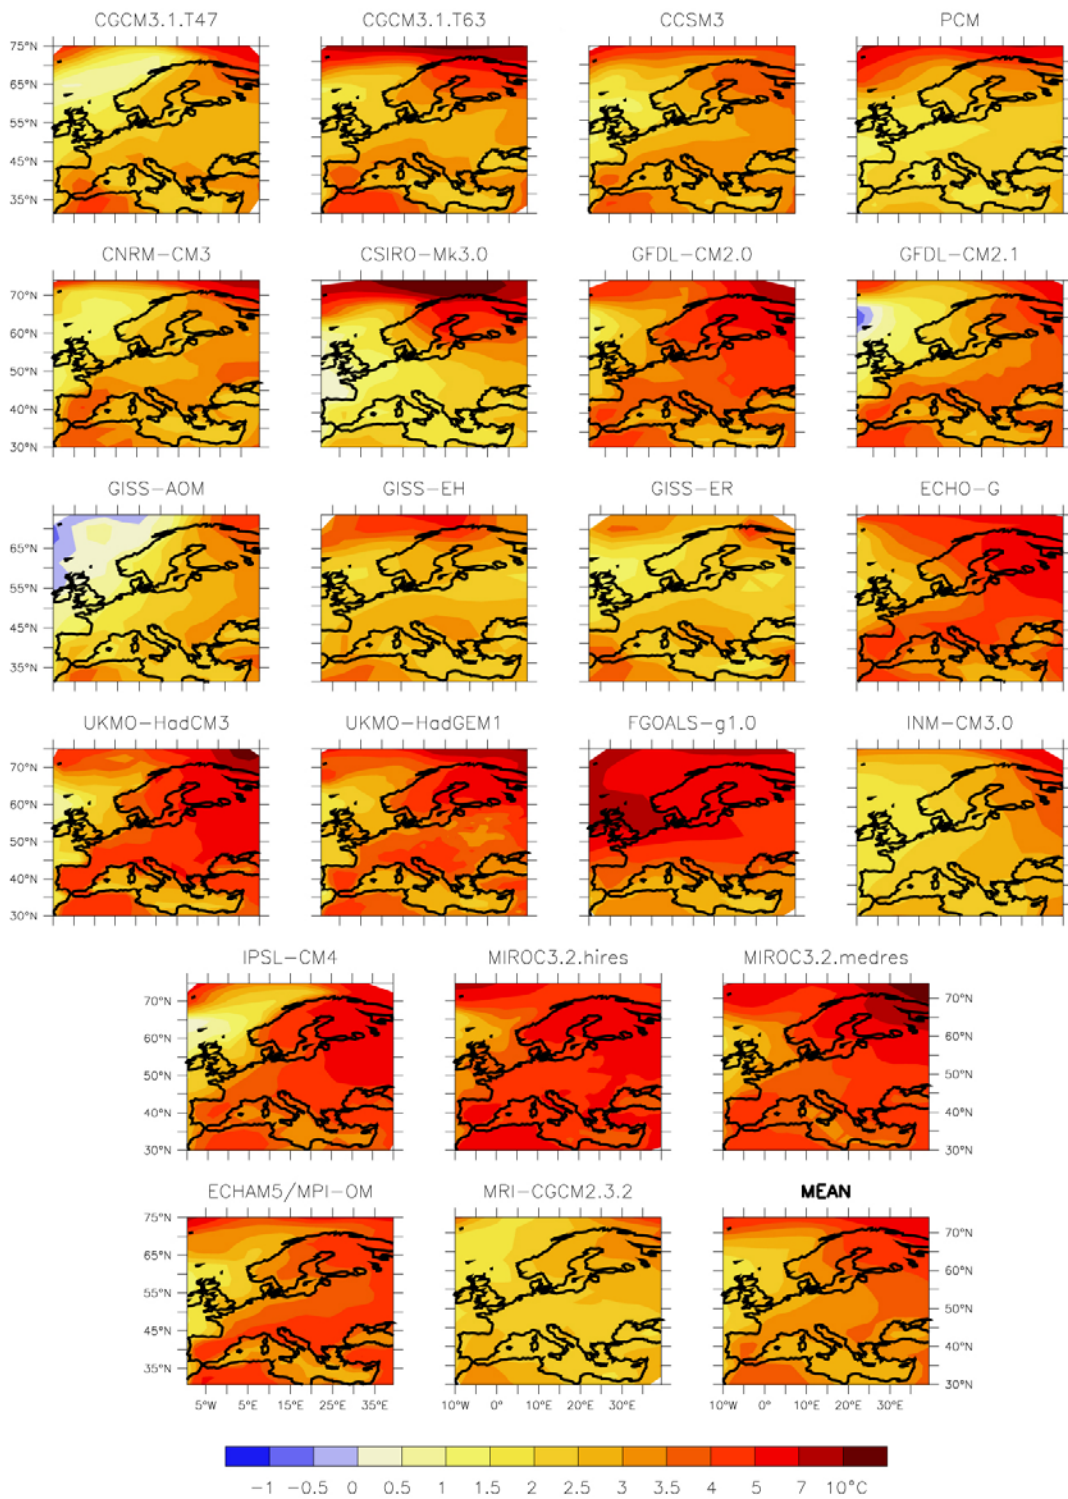 CGCM3.1.T47 CGCM3.1.T63 CCSM3 PCM
75°N
65°N
55°N
45°N
35°N
CNRM-CM3 CSIRO-Mk3.0 GFDL-CM2.0 GFDL-CM2.1
70°N
60°N
50°N
40°N
30°N
GISS-AOM GISS-EH GISS-ER ECHO-G
65°N
55°N
45°N
35°N
UKMO-HadCM3 UKMO-HadGEM1 FGOALS-g1.0 INM-CM3.0
70°N
60°N
50°N
40°N
30°N
IPSL-CM4 MIROC3.2.hires MIROC3.2.medres
70°N 70°N
60°N 60°N
50°N 50°N
40°N 40°N
30°N 30°N
ECHAM5/MPI-OM MRI-CGCM2.3.2 MEAN
75°N
70°N
65°N
60°N
55°N
50°N
45°N
40°N
35°N
30°N
5°W 5°E 15°E 25°E 35°E 10°W 0° 10°E 20°E 30°E 10°W 0° 10°E 20°E 30°E
-1 -0.5 0 0.5 1 1.5 2 2.5 3 3.5 4 5 7 10°C